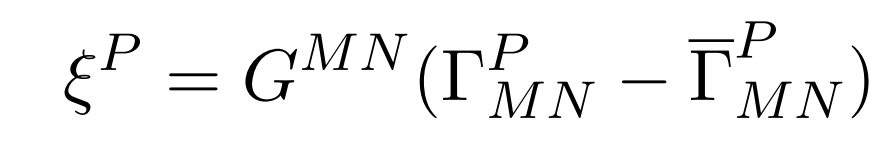 ξ^P = G^{MN}(Γ^P_{MN} − \overline{Γ}^P_{MN})